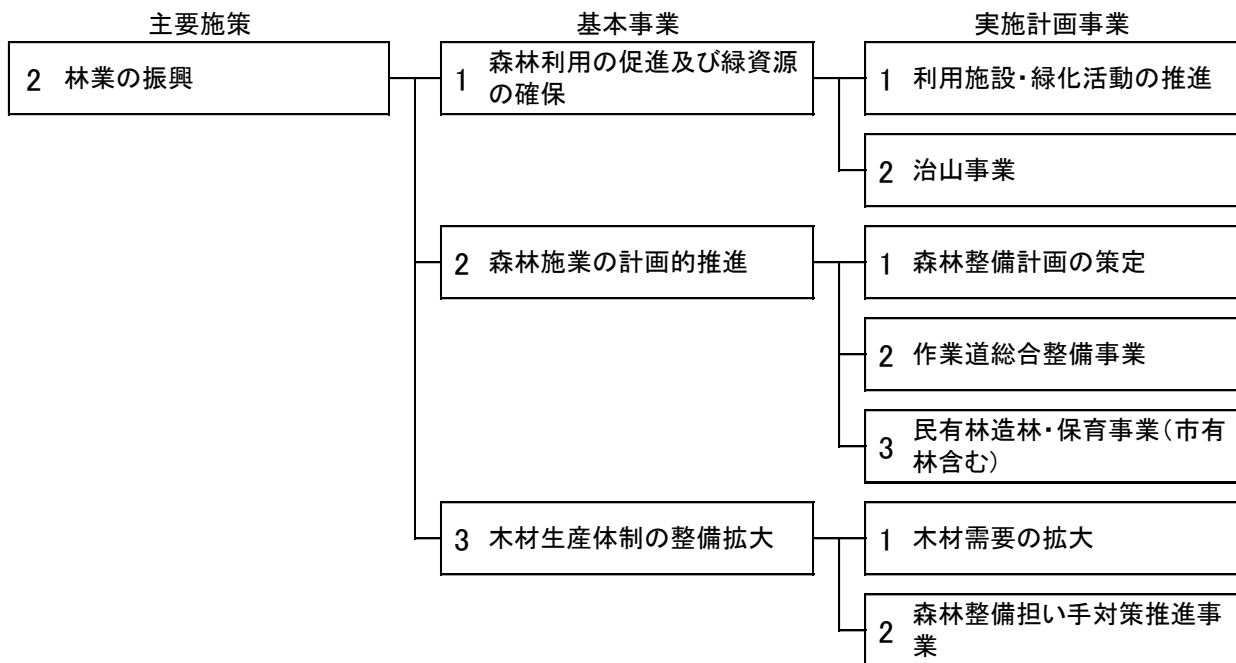 主要施策 基本事業 実施計画事業
2 林業の振興
1 森林利用の促進及び緑資源
の確保
1 利用施設・緑化活動の推進
2 治山事業
2 森林施業の計画的推進
1 森林整備計画の策定
2 作業道総合整備事業
3 民有林造林・保育事業(市有
林含む)
3 木材生産体制の整備拡大
1 木材需要の拡大
2 森林整備担い手対策推進事
業